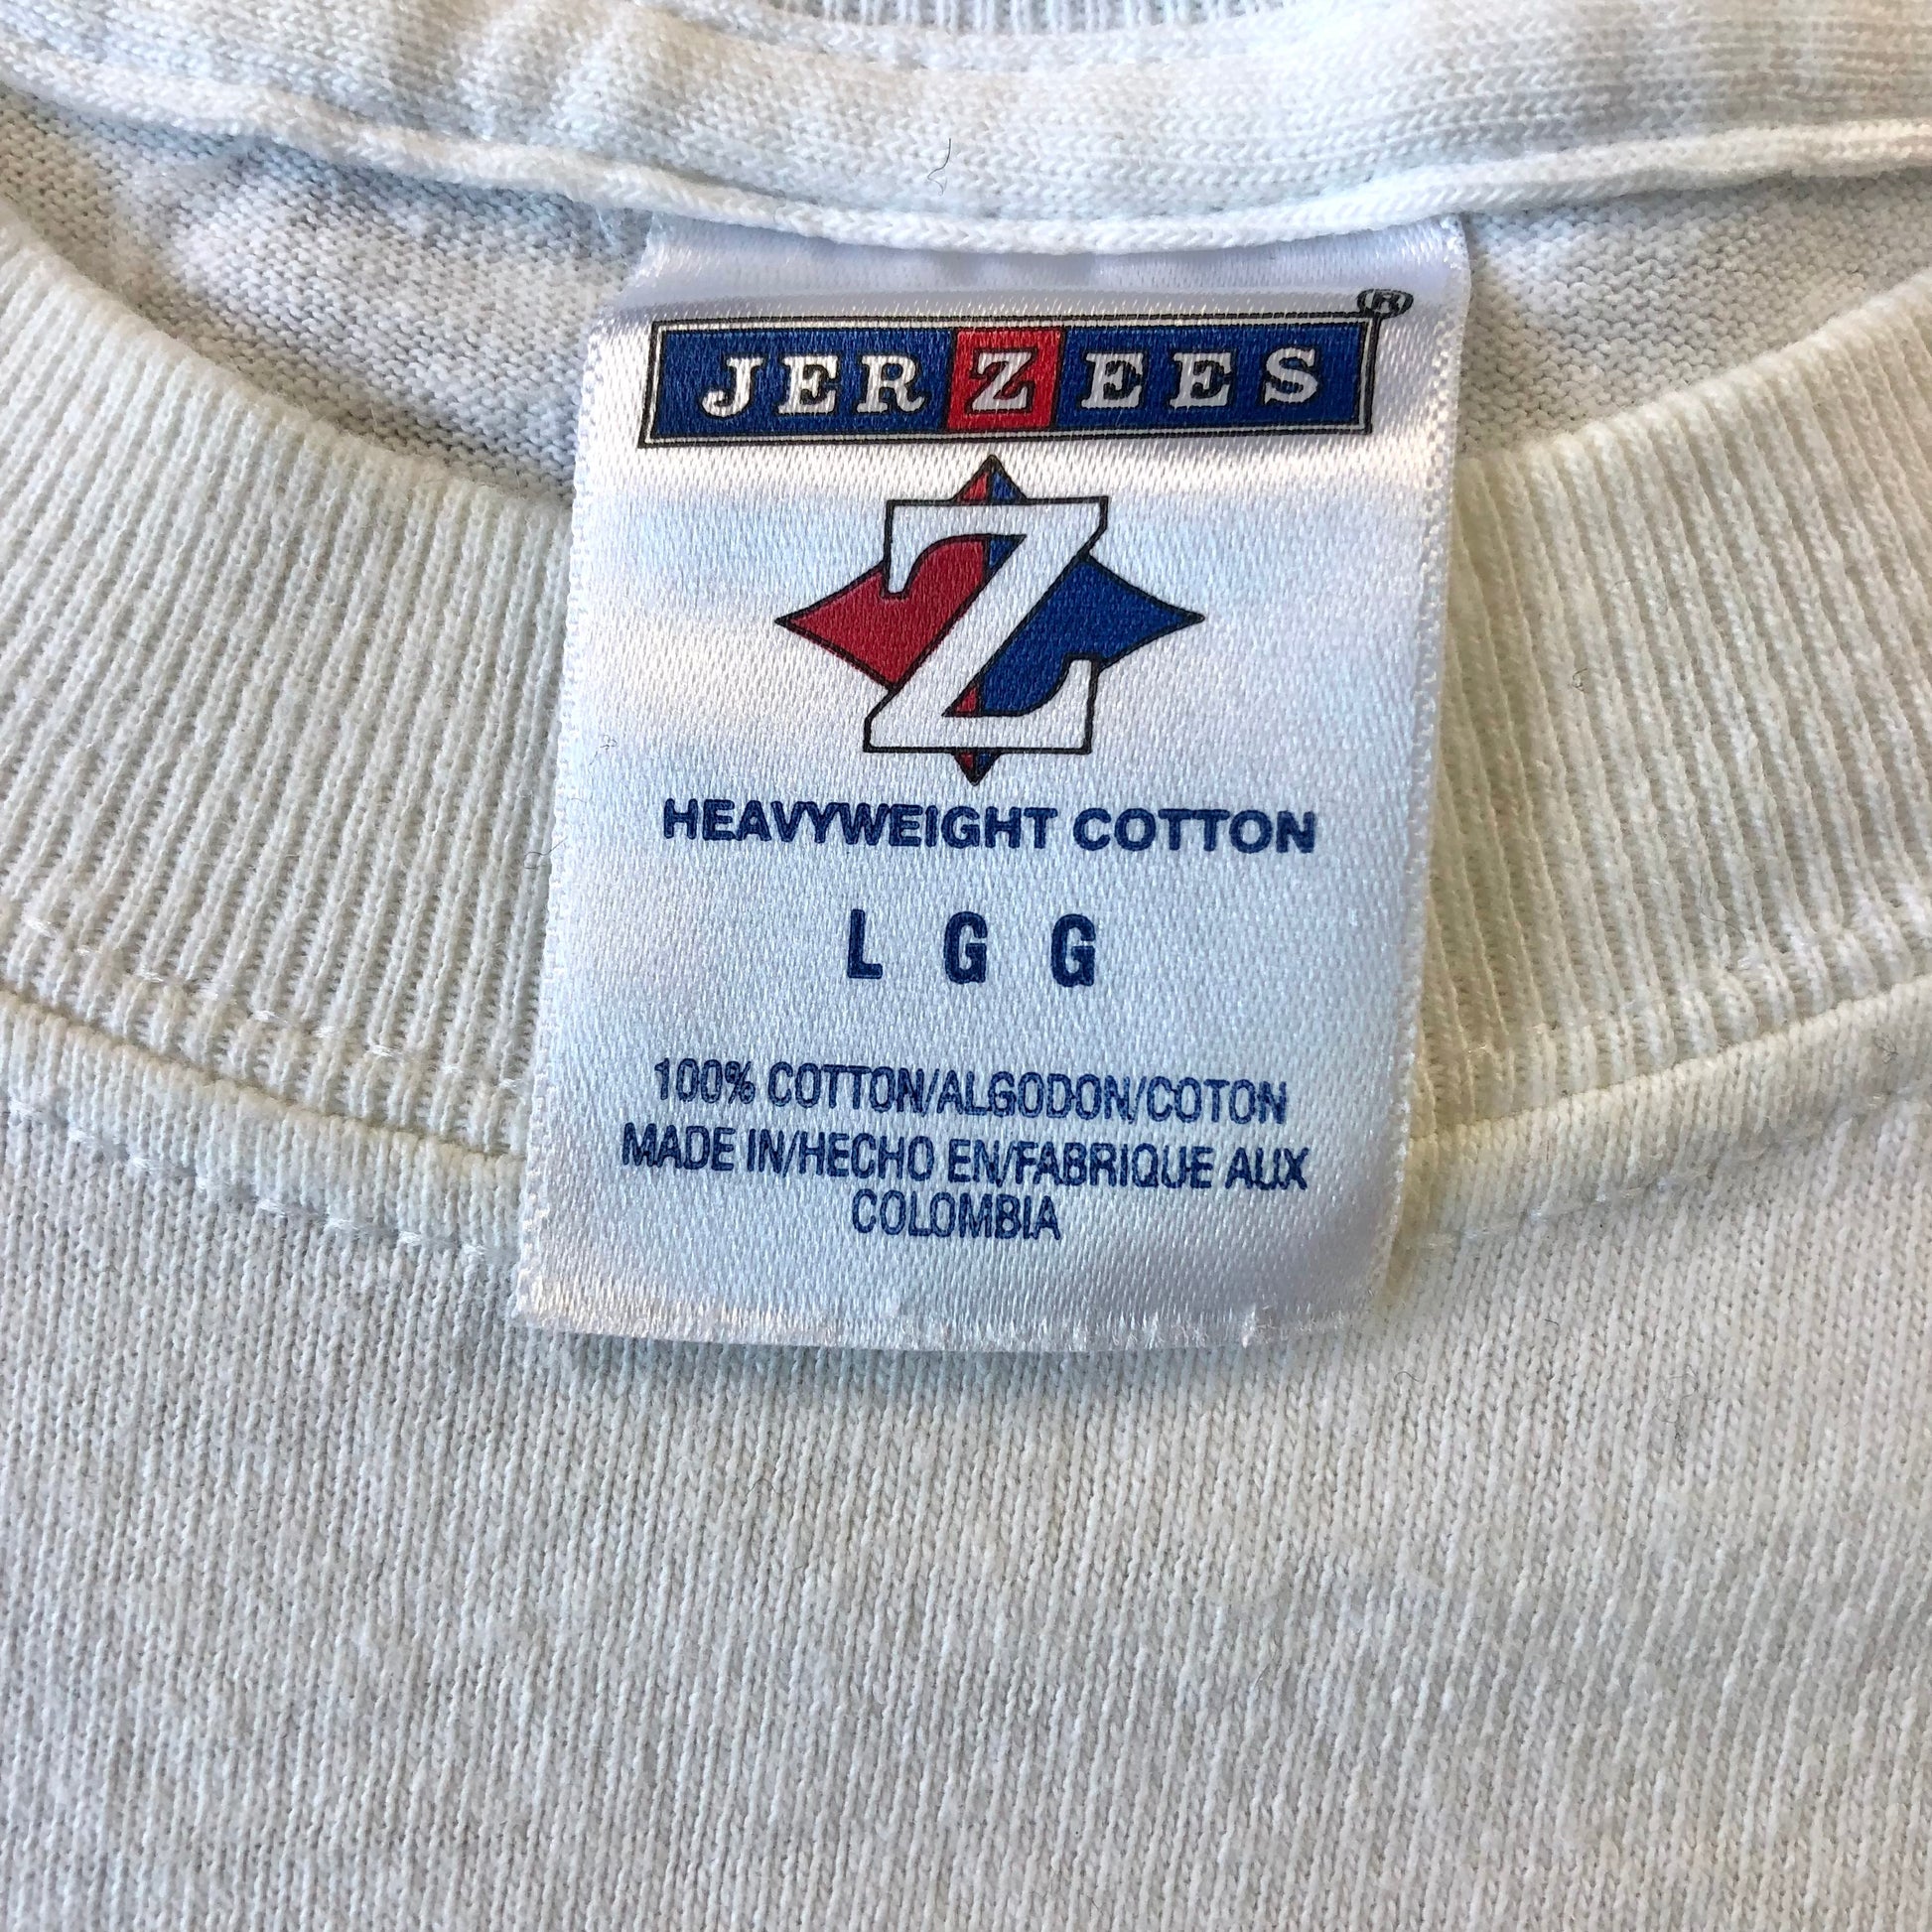 JERZEES®
Z
HEAVYWEIGHT COTTON
L G G
100% COTTON/ALGODON/COTON
MADE IN/HECHO EN/FABRIQUE AUX
COLOMBIA